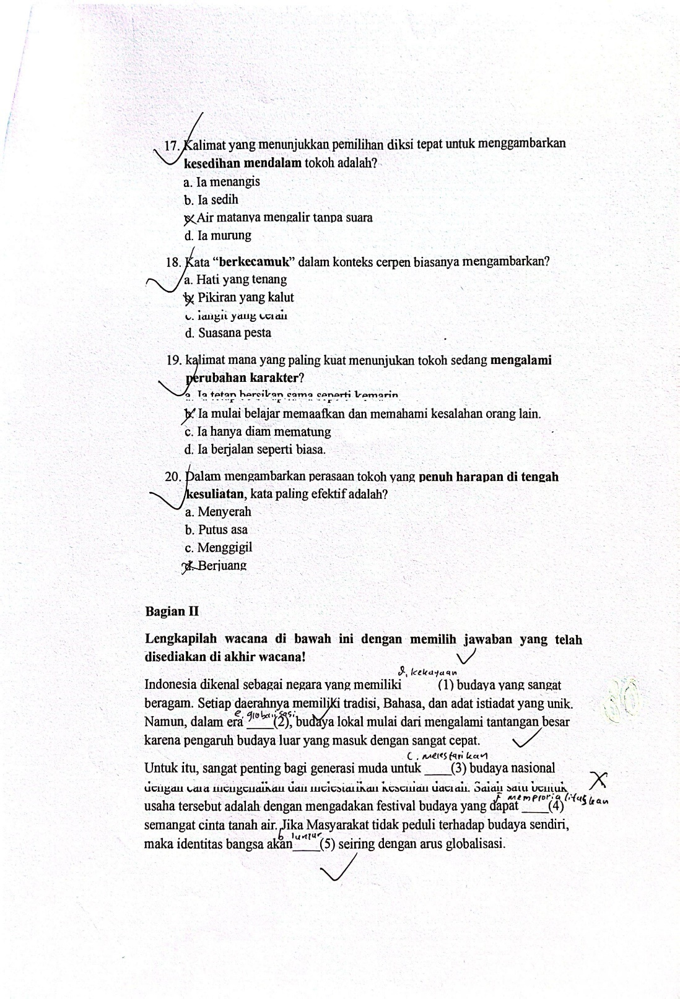 17. Kalimat yang menunjukkan pemilihan diksi tepat untuk menggambarkan
kesedihan mendalam tokoh adalah?
a. Ia menangis
b. Ia sedih
Air matanya mengalir tanpa suara
d. Ia murung
18. Kata “berkecamuk” dalam konteks cerpen biasanya mengambarkan?
a. Hati yang tenang
b. Pikiran yang kalut
c. langit yang cerah
d. Suasana pesta
19. kalimat mana yang paling kuat menunjukan tokoh sedang mengalami
perubahan karakter?
a. Ia tetap bersikap sama seperti kemarin
b. Ia mulai belajar memaafkan dan memahami kesalahan orang lain.
c. Ia hanya diam mematung
d. Ia berjalan seperti biasa.
20. Dalam mengambarkan perasaan tokoh yang penuh harapan di tengah
kesuliatan, kata paling efektif adalah?
a. Menyerah
b. Putus asa
c. Menggigil
d. Berjuang
Bagian II
Lengkapilah wacana di bawah ini dengan memilih jawaban yang telah
disediakan di akhir wacana!
d. kekayaan
Indonesia dikenal sebagai negara yang memiliki (1) budaya yang sangat
beragam. Setiap daerahnya memiliki tradisi, Bahasa, dan adat istiadat yang unik.
e. globalisasi
Namun, dalam era ____(2), budaya lokal mulai dari mengalami tantangan besar
karena pengaruh budaya luar yang masuk dengan sangat cepat.
c. melestarikan
Untuk itu, sangat penting bagi generasi muda untuk ____(3) budaya nasional
dengan cara mengenalkan dan melestarikan kesenian daerah. Salah satu bentuk
usaha tersebut adalah dengan mengadakan festival budaya yang dapat ____(4)
semangat cinta tanah air. Jika Masyarakat tidak peduli terhadap budaya sendiri,
b luntur
maka identitas bangsa akan____(5) seiring dengan arus globalisasi.